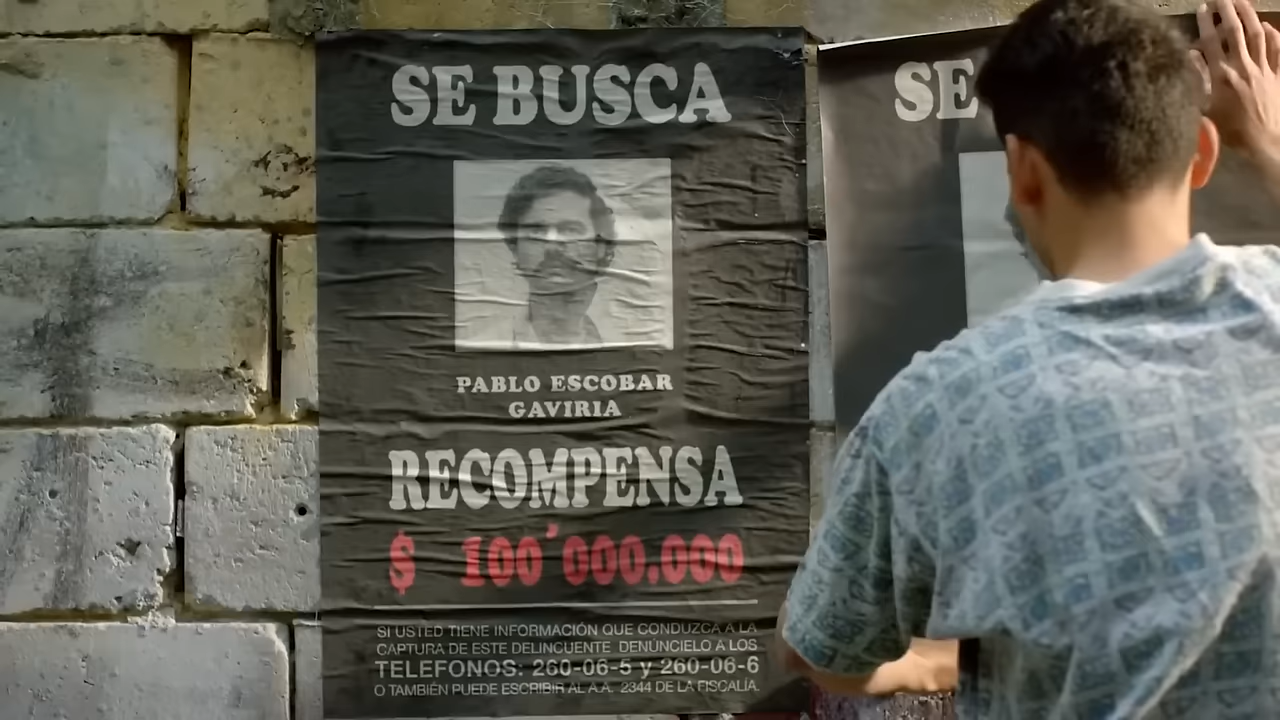 SE BUSCA
PABLO ESCOBAR
GAVIRIA
RECOMPENSA
$ 100'000.000
SI USTED TIENE INFORMACIÓN QUE CONDUZCA A LA
CAPTURA DE ESTE DELINCUENTE DENÚNCIELO A LOS
TELEFONOS: 260-06-5 y 260-06-6
O TAMBIÉN PUEDE ESCRIBIR AL A.A. 2344 DE LA FISCALÍA.
SE